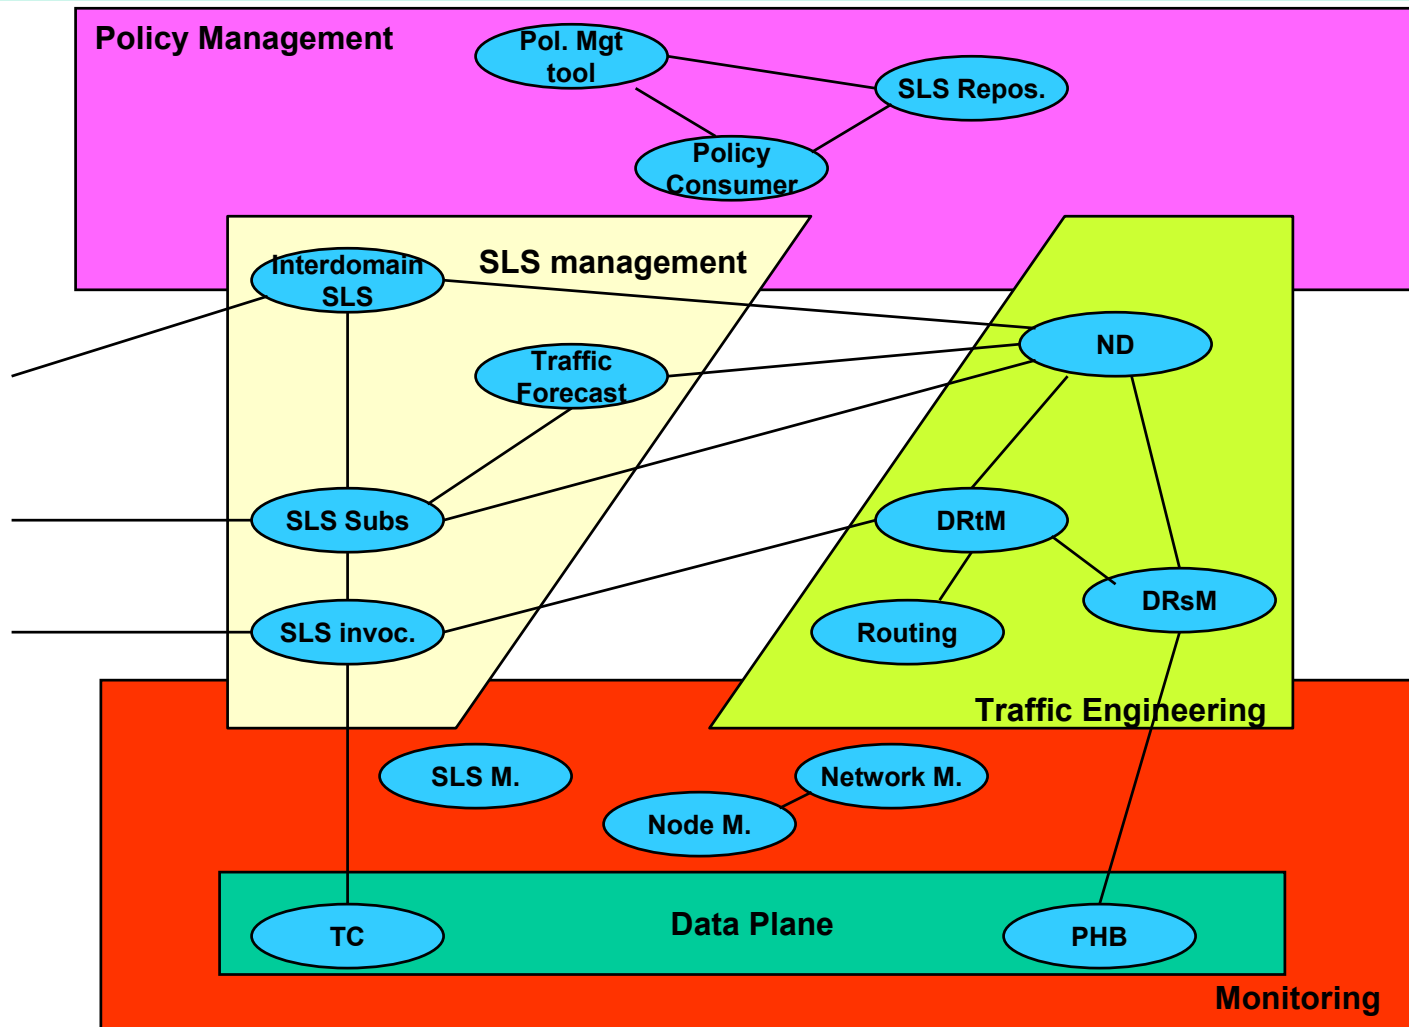 Policy Management
Pol. Mgt
tool
SLS Repos.
Policy
Consumer
Interdomain
SLS
SLS management
Traffic
Forecast
ND
SLS Subs
DRtM
SLS invoc.
Routing
DRsM
Traffic Engineering
SLS M.
Network M.
Node M.
TC
Data Plane
PHB
Monitoring